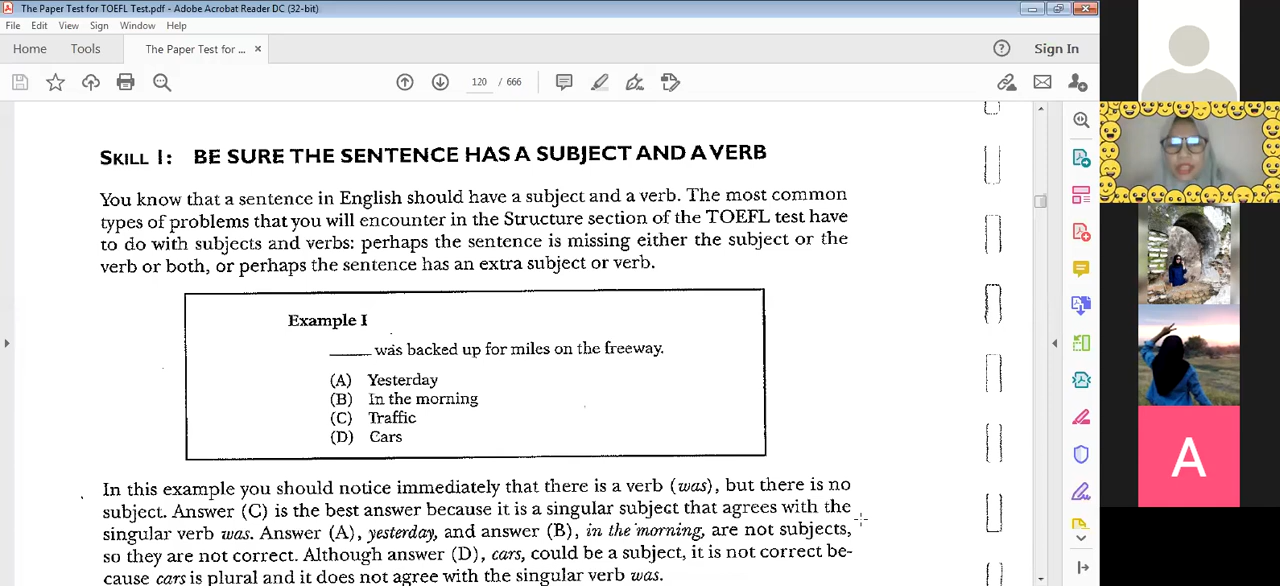 The Paper Test for TOEFL Test.pdf - Adobe Acrobat Reader DC (32-bit)
File Edit View Sign Window Help
Home Tools The Paper Test for ... × Sign In
120 / 666
SKILL 1: BE SURE THE SENTENCE HAS A SUBJECT AND A VERB
You know that a sentence in English should have a subject and a verb. The most common
types of problems that you will encounter in the Structure section of the TOEFL test have
to do with subjects and verbs: perhaps the sentence is missing either the subject or the
verb or both, or perhaps the sentence has an extra subject or verb.
Example I
____ was backed up for miles on the freeway.
(A) Yesterday
(B) In the morning
(C) Traffic
(D) Cars
In this example you should notice immediately that there is a verb (was), but there is no
subject. Answer (C) is the best answer because it is a singular subject that agrees with the
singular verb was. Answer (A), yesterday, and answer (B), in the morning, are not subjects,
so they are not correct. Although answer (D), cars, could be a subject, it is not correct be-
cause cars is plural and it does not agree with the singular verb was.
A